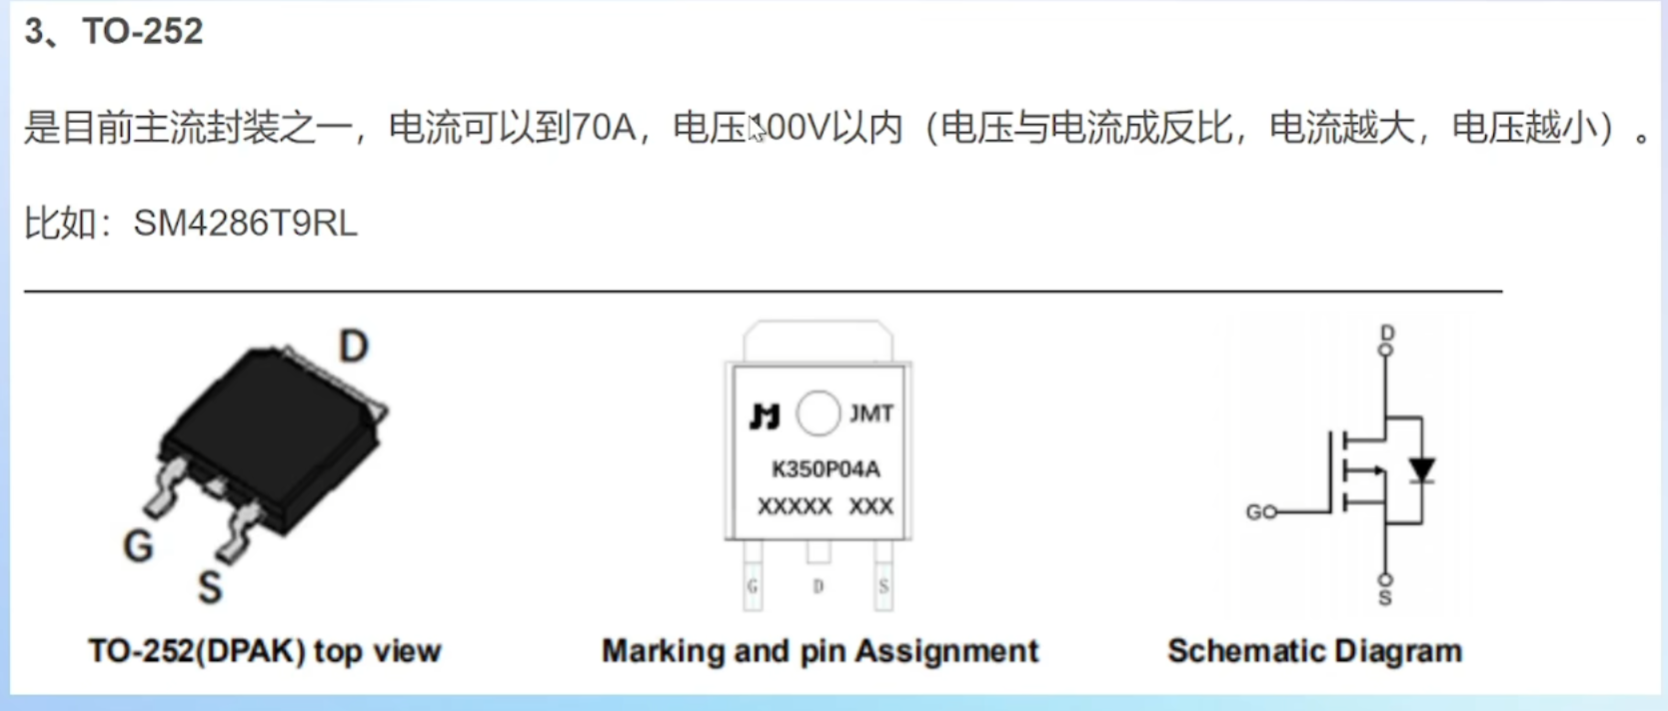 3、TO-252
是目前主流封装之一，电流可以到70A，电压100V以内（电压与电流成反比，电流越大，电压越小）。
比如：SM4286T9RL
D
G
S
TO-252(DPAK) top view
JMT
K350P04A
XXXXX XXX
G D S
Marking and pin Assignment
D
G
S
Schematic Diagram